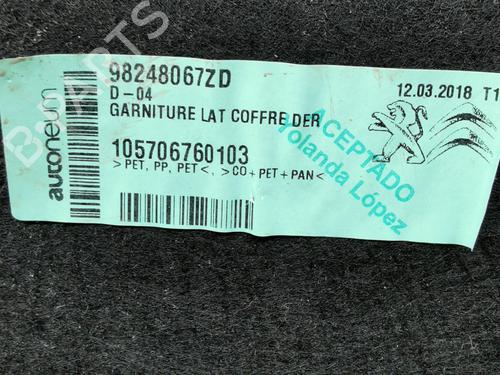 98248067ZD
D-04
GARNITURE LAT COFFRE DER
12.03.2018 T1
105706760103
>PET, PP, PET<, >CO+PET+PAN<
autoneum
ACEPTADO
Yolanda López
B-Parts